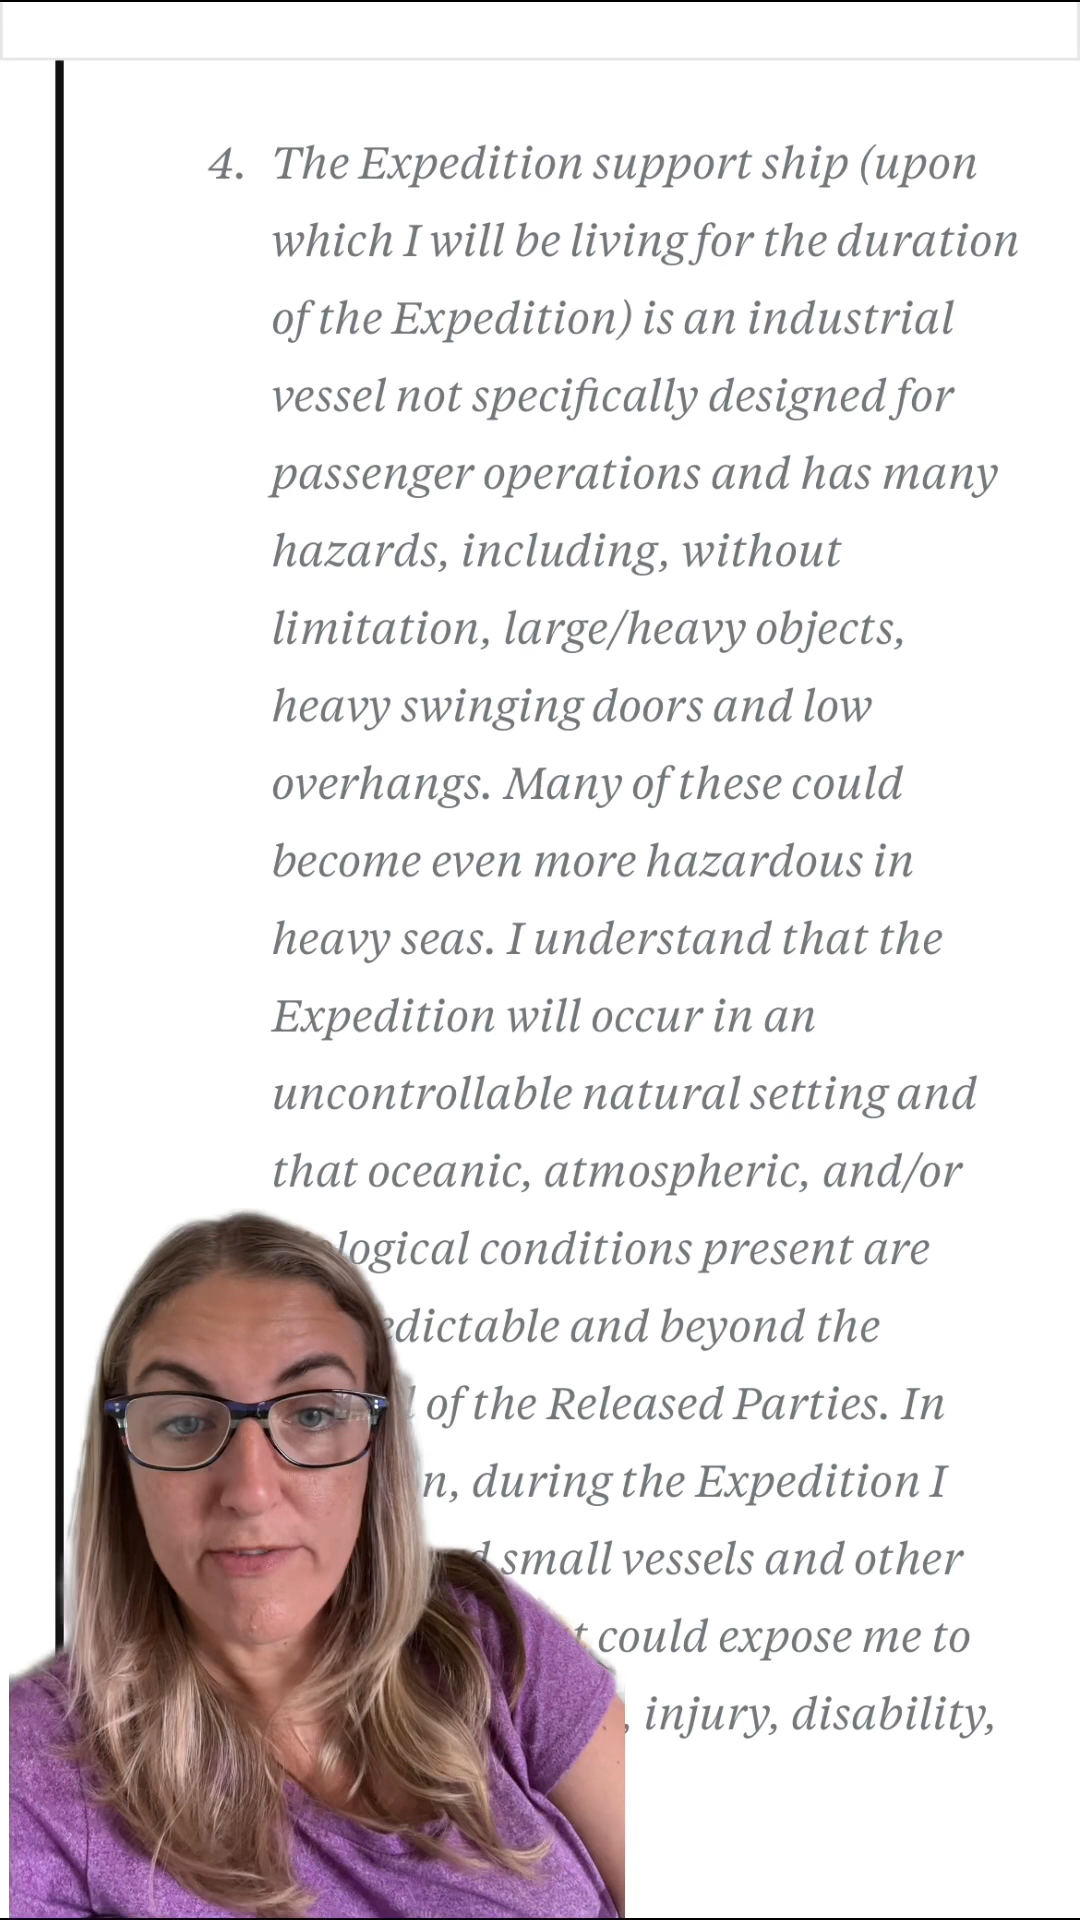 4. The Expedition support ship (upon
which I will be living for the duration
of the Expedition) is an industrial
vessel not specifically designed for
passenger operations and has many
hazards, including, without
limitation, large/heavy objects,
heavy swinging doors and low
overhangs. Many of these could
become even more hazardous in
heavy seas. I understand that the
Expedition will occur in an
uncontrollable natural setting and
that oceanic, atmospheric, and/or
conditions present are
and beyond the
of the Released Parties. In
during the Expedition I
small vessels and other
could expose me to
, injury, disability,